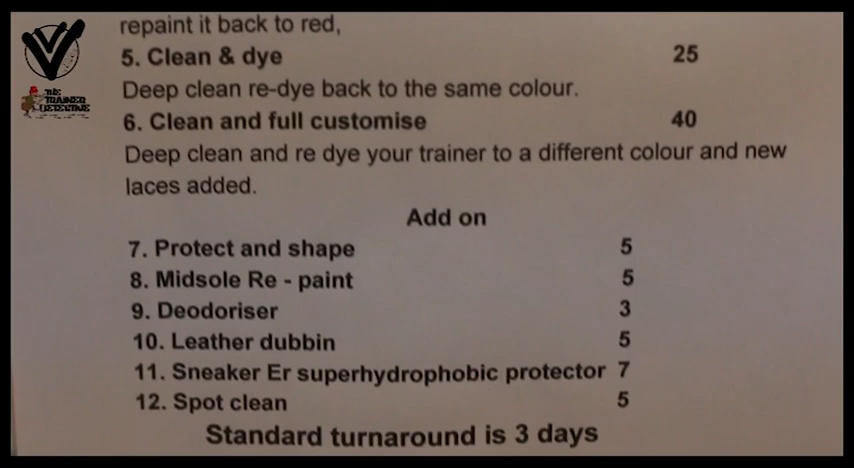 THE
TRAINER
DETECTIVE
repaint it back to red,
5. Clean & dye 25
Deep clean re-dye back to the same colour.
6. Clean and full customise 40
Deep clean and re dye your trainer to a different colour and new
laces added.
Add on
7. Protect and shape 5
8. Midsole Re - paint 5
9. Deodoriser 3
10. Leather dubbin 5
11. Sneaker Er superhydrophobic protector 7
12. Spot clean 5
Standard turnaround is 3 days